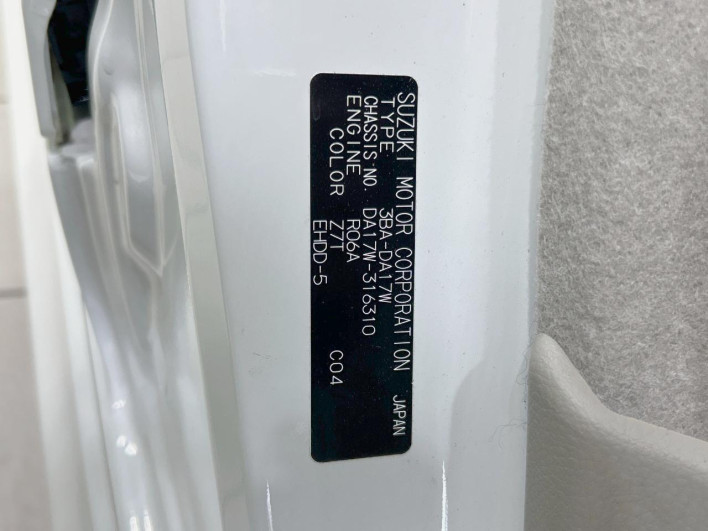 SUZUKI MOTOR CORPORATION JAPAN
TYPE 3BA-DA17W
CHASSIS NO. DA17W-316310
ENGINE R06A
COLOR Z7T C04
EHDD-5